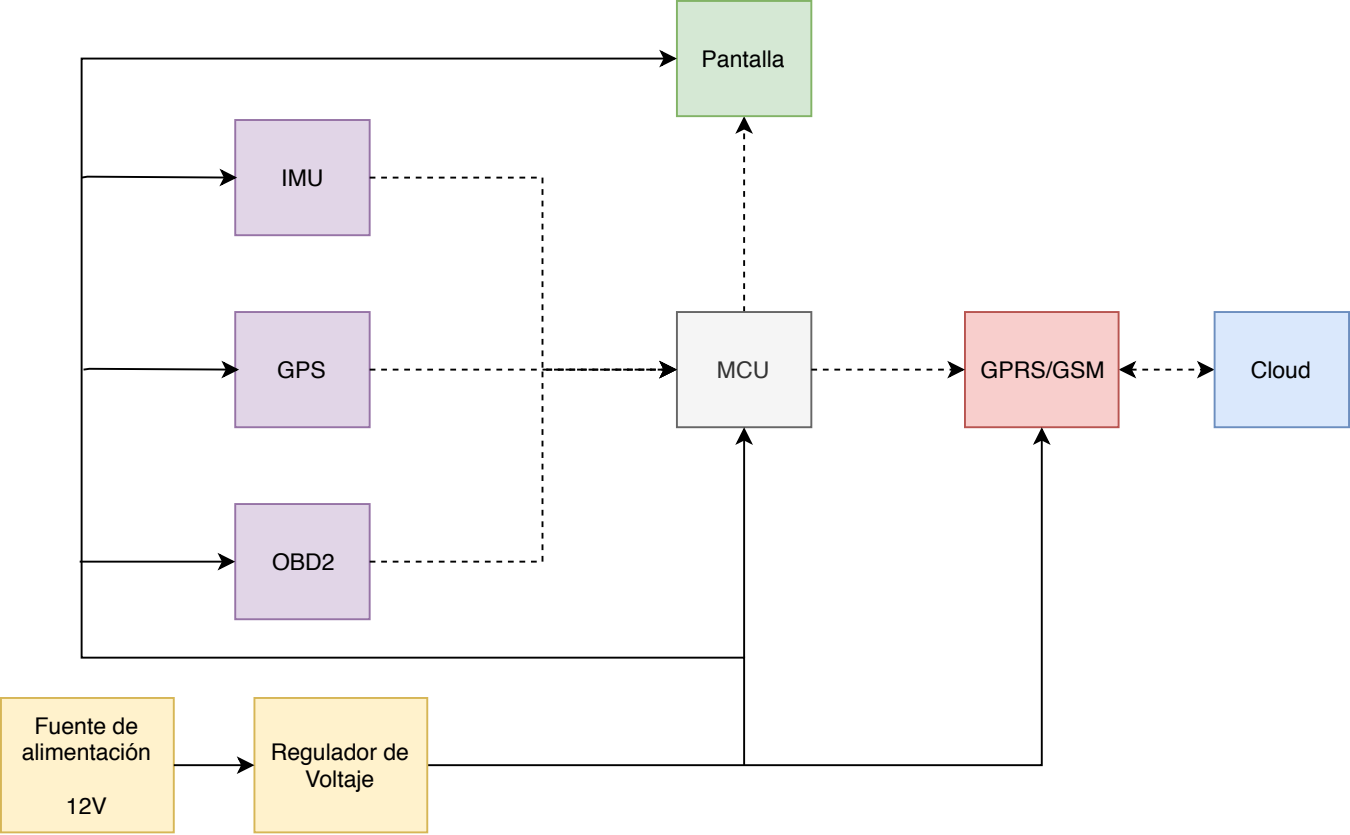 Pantalla
IMU
GPS
MCU
GPRS/GSM
Cloud
OBD2
Fuente de
alimentación
12V
Regulador de
Voltaje